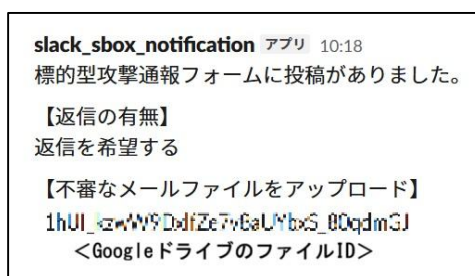 slack_sbox_notification アプリ 10:18
標的型攻撃通報フォームに投稿がありました。
【返信の有無】
返信を希望する
【不審なメールファイルをアップロード】
<GoogleドライブのファイルID>